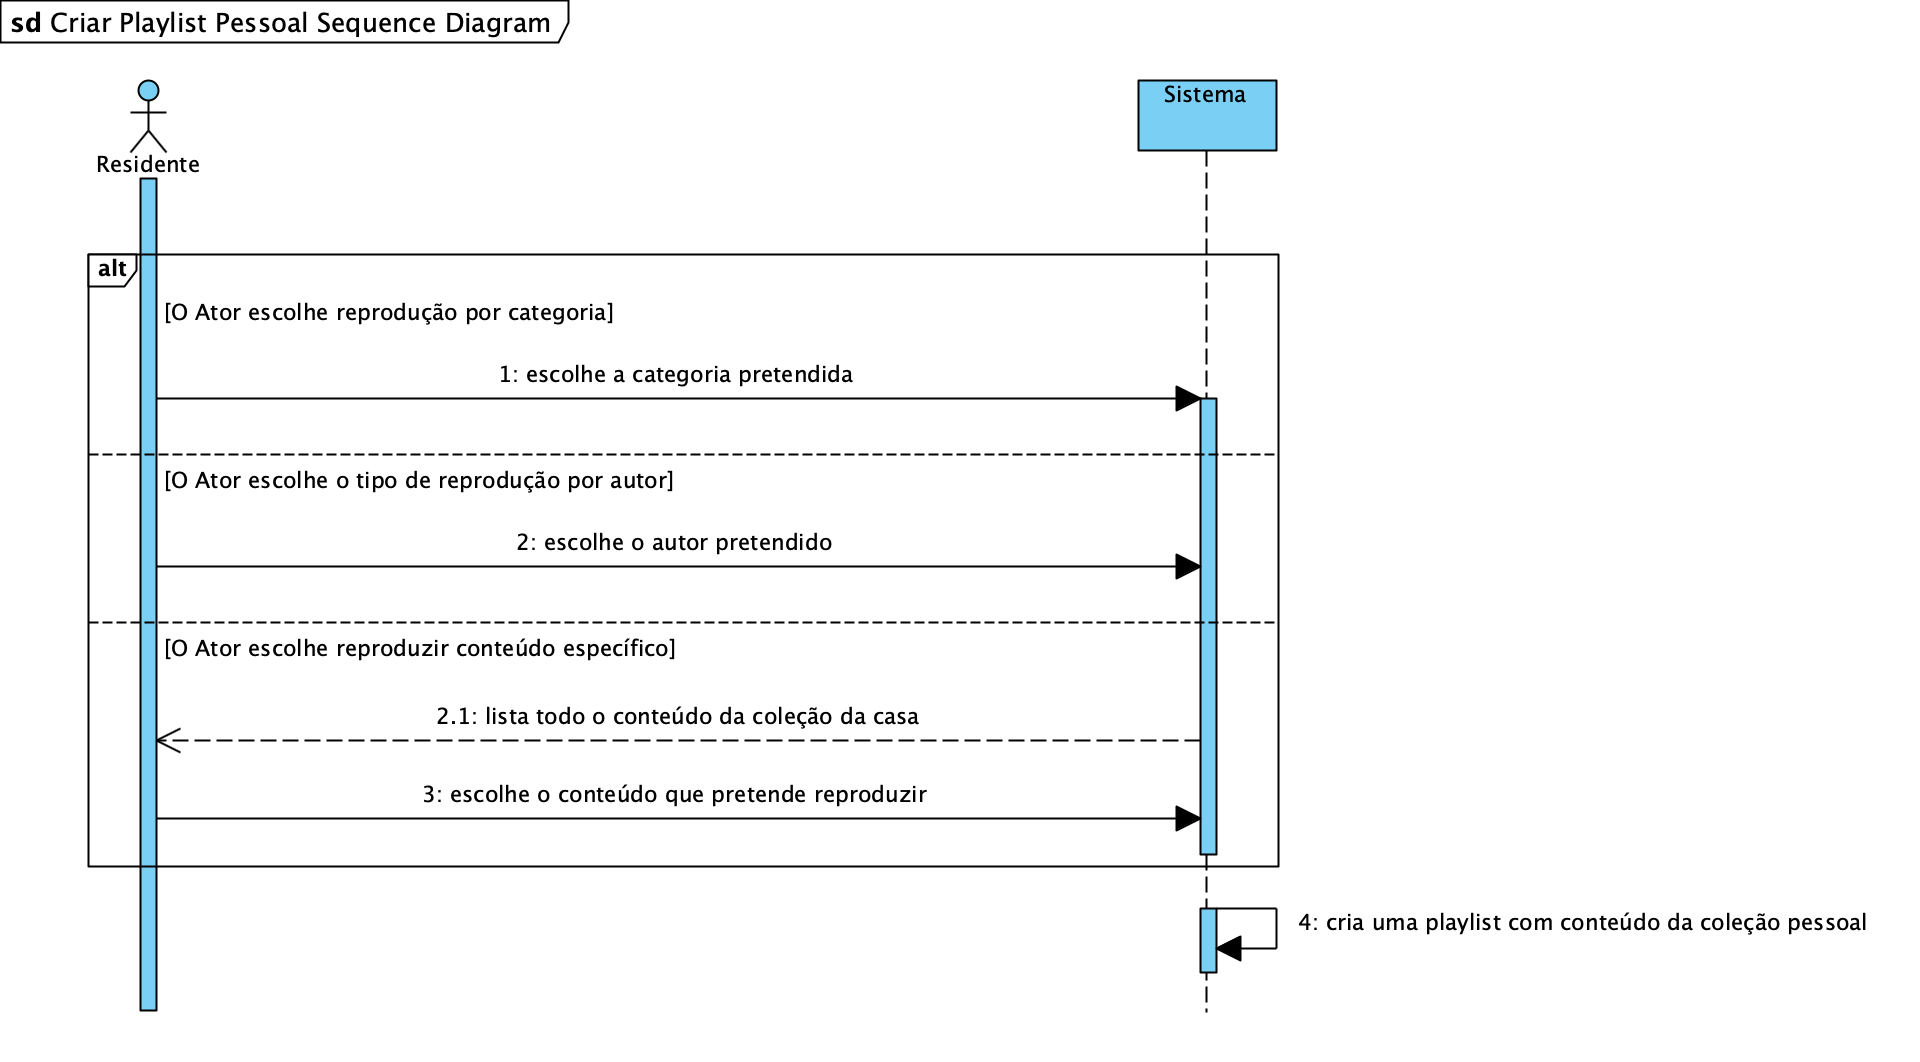 sd Criar Playlist Pessoal Sequence Diagram
Sistema
Residente
alt
[O Ator escolhe reprodução por categoria]
1: escolhe a categoria pretendida
[O Ator escolhe o tipo de reprodução por autor]
2: escolhe o autor pretendido
[O Ator escolhe reproduzir conteúdo específico]
2.1: lista todo o conteúdo da coleção da casa
3: escolhe o conteúdo que pretende reproduzir
4: cria uma playlist com conteúdo da coleção pessoal